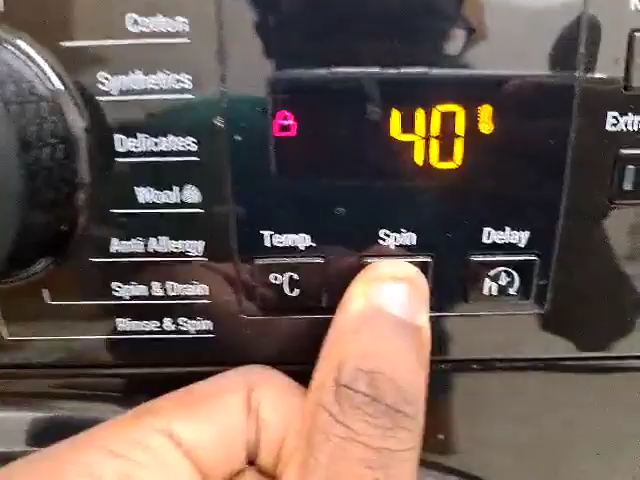 Cotton
Synthetics
Delicates
Wool
Anti Allergy
Spin & Drain
Rinse & Spin
40
Temp.
Spin
Delay
°C
h
Extra